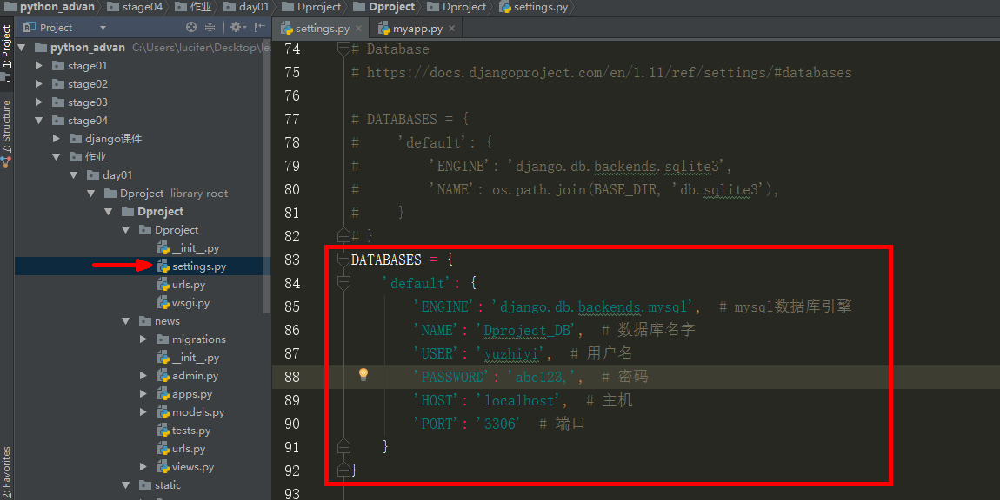 python_advan stage04 作业 day01 Dproject Dproject Dproject settings.py
1: Project
Z: Structure
2: Favorites
Project
python_advan C:\Users\lucifer\Desktop\le
stage01
stage02
stage03
stage04
django课件
作业
day01
Dproject library root
Dproject
Dproject
__init__.py
settings.py
urls.py
wsgi.py
news
migrations
__init__.py
admin.py
apps.py
models.py
tests.py
urls.py
views.py
static
settings.py myapp.py
74 # Database
75 # https://docs.djangoproject.com/en/1.11/ref/settings/#databases
76
77 # DATABASES = {
78 #     'default': {
79 #         'ENGINE': 'django.db.backends.sqlite3',
80 #         'NAME': os.path.join(BASE_DIR, 'db.sqlite3'),
81 #     }
82 # }
83 DATABASES = {
84     'default': {
85         'ENGINE': 'django.db.backends.mysql',  # mysql数据库引擎
86         'NAME': 'Dproject_DB',  # 数据库名字
87         'USER': 'yuzhiyi',  # 用户名
88         'PASSWORD': 'abc123,',  # 密码
89         'HOST': 'localhost',  # 主机
90         'PORT': '3306'  # 端口
91     }
92 }
93